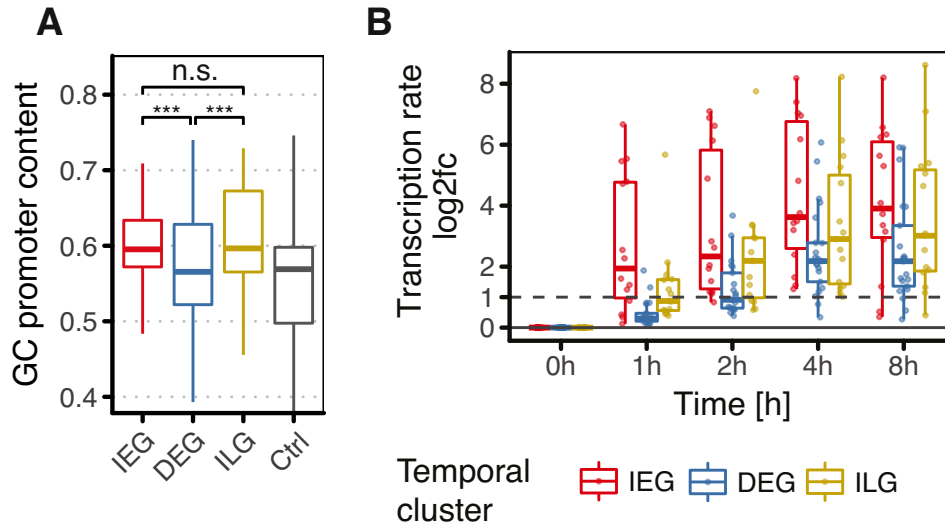 A
GC promoter content
0.8
0.7
0.6
0.5
0.4
n.s.
*** ***
IEG DEG ILG Ctrl
B
Transcription rate
log2fc
8
6
4
2
1
0
0h 1h 2h 4h 8h
Time [h]
Temporal
cluster
IEG DEG ILG